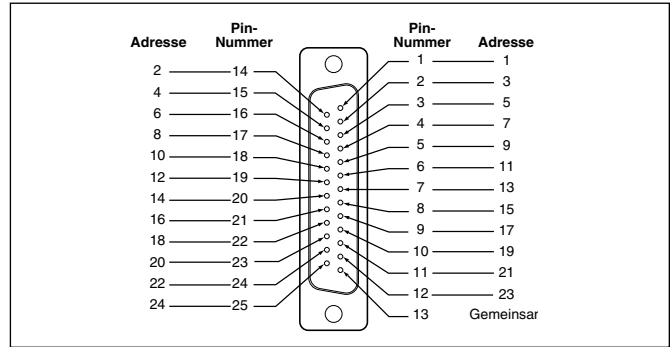 Adresse Pin-Nummer Pin-Nummer Adresse
2 14 1 1
4 15 2 3
6 16 3 5
8 17 4 7
10 18 5 9
12 19 6 11
14 20 7 13
16 21 8 15
18 22 9 17
20 23 10 19
22 24 11 21
24 25 12 23
13 Gemeinsar